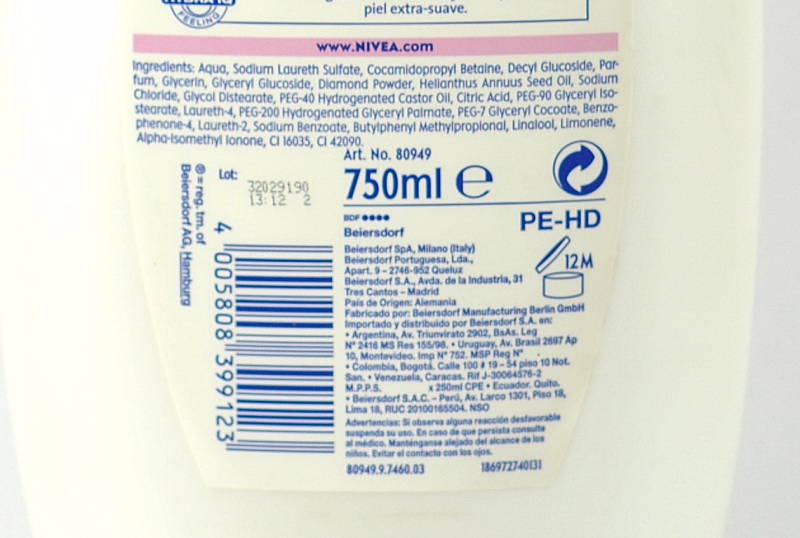 HYDRA IQ
FEELING
piel extra-suave.
www.NIVEA.com
Ingredients: Aqua, Sodium Laureth Sulfate, Cocamidopropyl Betaine, Decyl Glucoside, Par-
fum, Glycerin, Glyceryl Glucoside, Diamond Powder, Helianthus Annuus Seed Oil, Sodium
Chloride, Glycol Distearate, PEG-40 Hydrogenated Castor Oil, Citric Acid, PEG-90 Glyceryl Iso-
stearate, Laureth-4, PEG-200 Hydrogenated Glyceryl Palmate, PEG-7 Glyceryl Cocoate, Benzo-
phenone-4, Laureth-2, Sodium Benzoate, Butylphenyl Methylpropional, Linalool, Limonene,
Alpha-Isomethyl Ionone, CI 16035, CI 42090.
Art. No. 80949
750ml e
PE-HD
12M
Lot:
32029190
13:12 2
® = reg. tm. of
Beiersdorf AG, Hamburg
4 005808 399123
BDF
Beiersdorf
Beiersdorf SpA, Milano (Italy)
Beiersdorf Portuguesa, Lda.,
Apart. 9 - 2746-952 Queluz
Beiersdorf S.A., Avda. de la Industria, 31
Tres Cantos - Madrid
País de Origen: Alemania
Fabricado por: Beiersdorf Manufacturing Berlin GmbH
Importado y distribuido por Beiersdorf S.A. en:
• Argentina, Av. Triunvirato 2902, BsAs. Leg
N° 2416 MS Res 155/98. • Uruguay, Av. Brasil 2697 Ap
10, Montevideo. Imp N° 752. MSP Reg N°
• Colombia, Bogotá. Calle 100 # 19 - 54 piso 10 Not.
San. • Venezuela, Caracas. Rif J-30064576-2
M.P.P.S. x 250ml CPE • Ecuador. Quito.
• Beiersdorf S.A.C. - Perú, Av. Larco 1301, Piso 18,
Lima 18, RUC 20100165504. NSO
Advertencias: Si observa alguna reacción desfavorable
suspenda su uso. En caso de que persista consulte
al médico. Manténganse alejado del alcance de los
niños. Evitar el contacto con los ojos.
80949.9.7460.03 186972740131